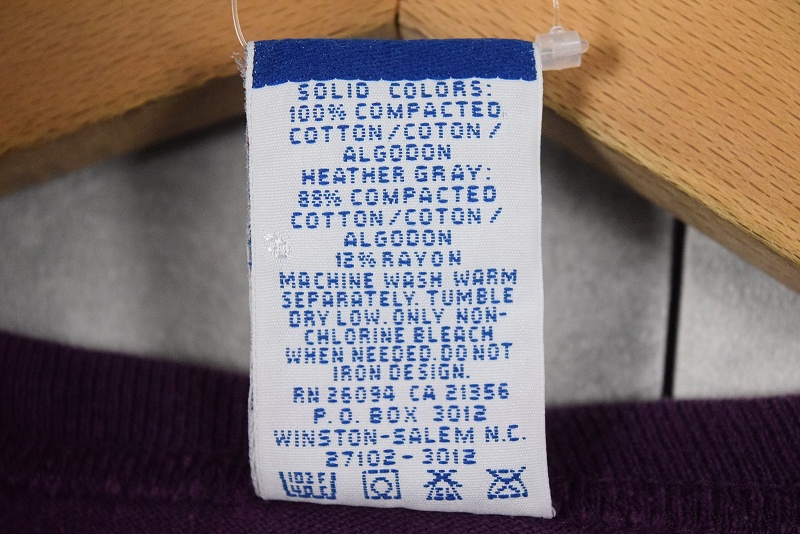 SOLID COLORS:
100% COMPACTED
COTTON/COTON/
ALGODON
HEATHER GRAY:
88% COMPACTED
COTTON/COTON/
ALGODON
12% RAYON
MACHINE WASH WARM
SEPARATELY. TUMBLE
DRY LOW. ONLY NON-
CHLORINE BLEACH
WHEN NEEDED. DO NOT
IRON DESIGN.
RN 26094 CA 21356
P.O. BOX 3012
WINSTON-SALEM N.C.
27102-3012